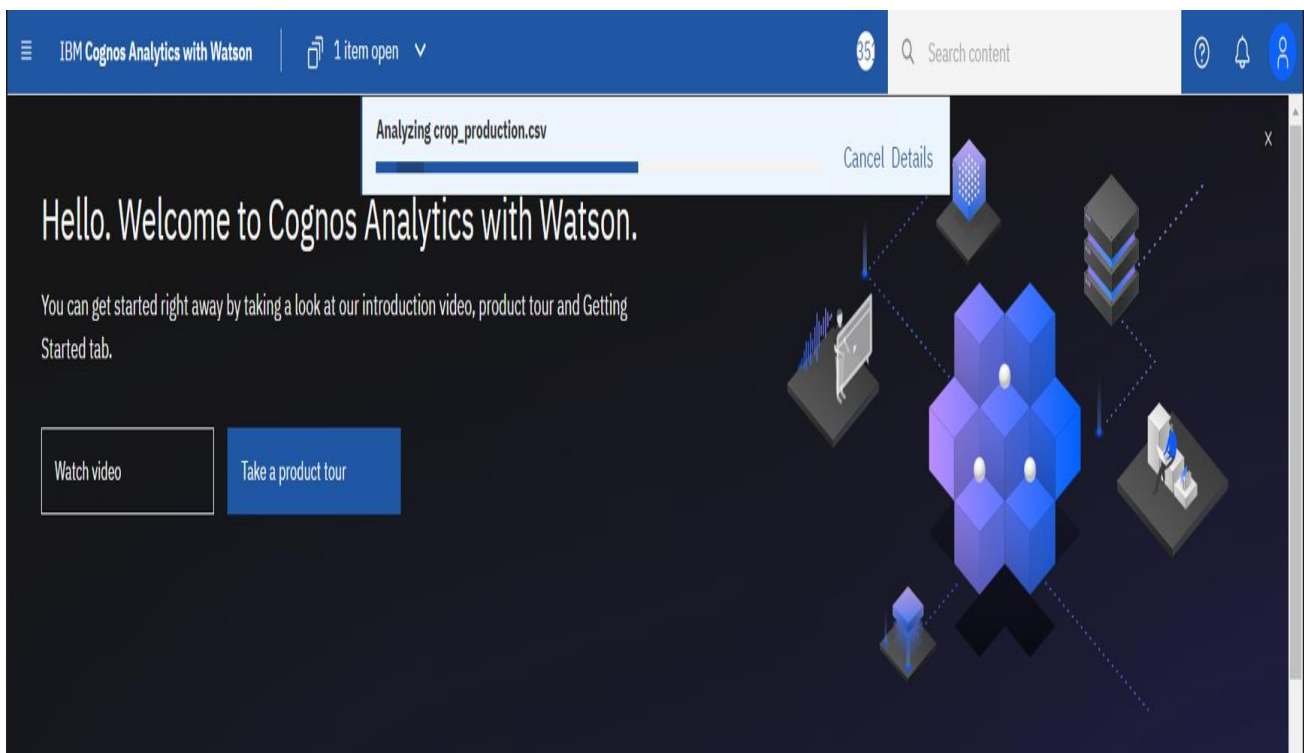 IBM Cognos Analytics with Watson
1 item open
Search content
Analyzing crop_production.csv
Cancel Details
Hello. Welcome to Cognos Analytics with Watson.
You can get started right away by taking a look at our introduction video, product tour and Getting
Started tab.
Watch video
Take a product tour